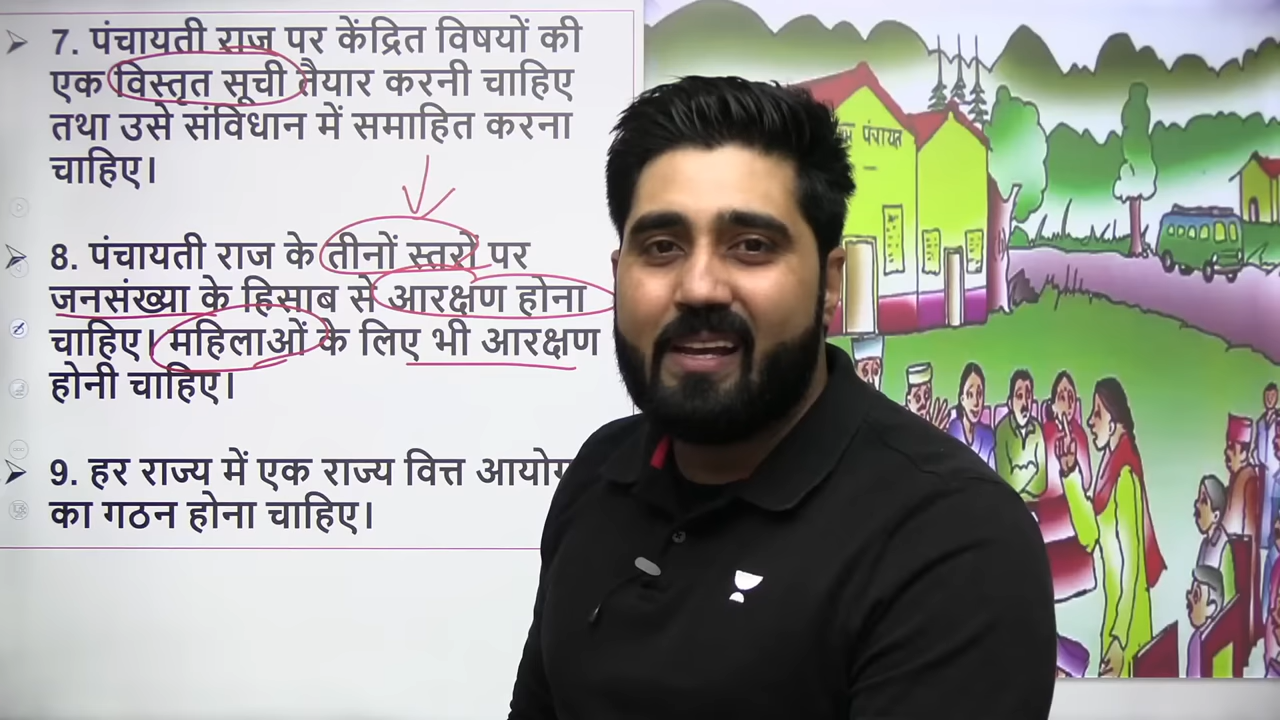 7. पंचायती राज पर केंद्रित विषयों की
एक विस्तृत सूची तैयार करनी चाहिए
तथा उसे संविधान में समाहित करना
चाहिए।
8. पंचायती राज के तीनों स्तरों पर
जनसंख्या के हिसाब से आरक्षण होना
चाहिए। महिलाओं के लिए भी आरक्षण
होनी चाहिए।
9. हर राज्य में एक राज्य वित्त आयोग
का गठन होना चाहिए।
पंचायत